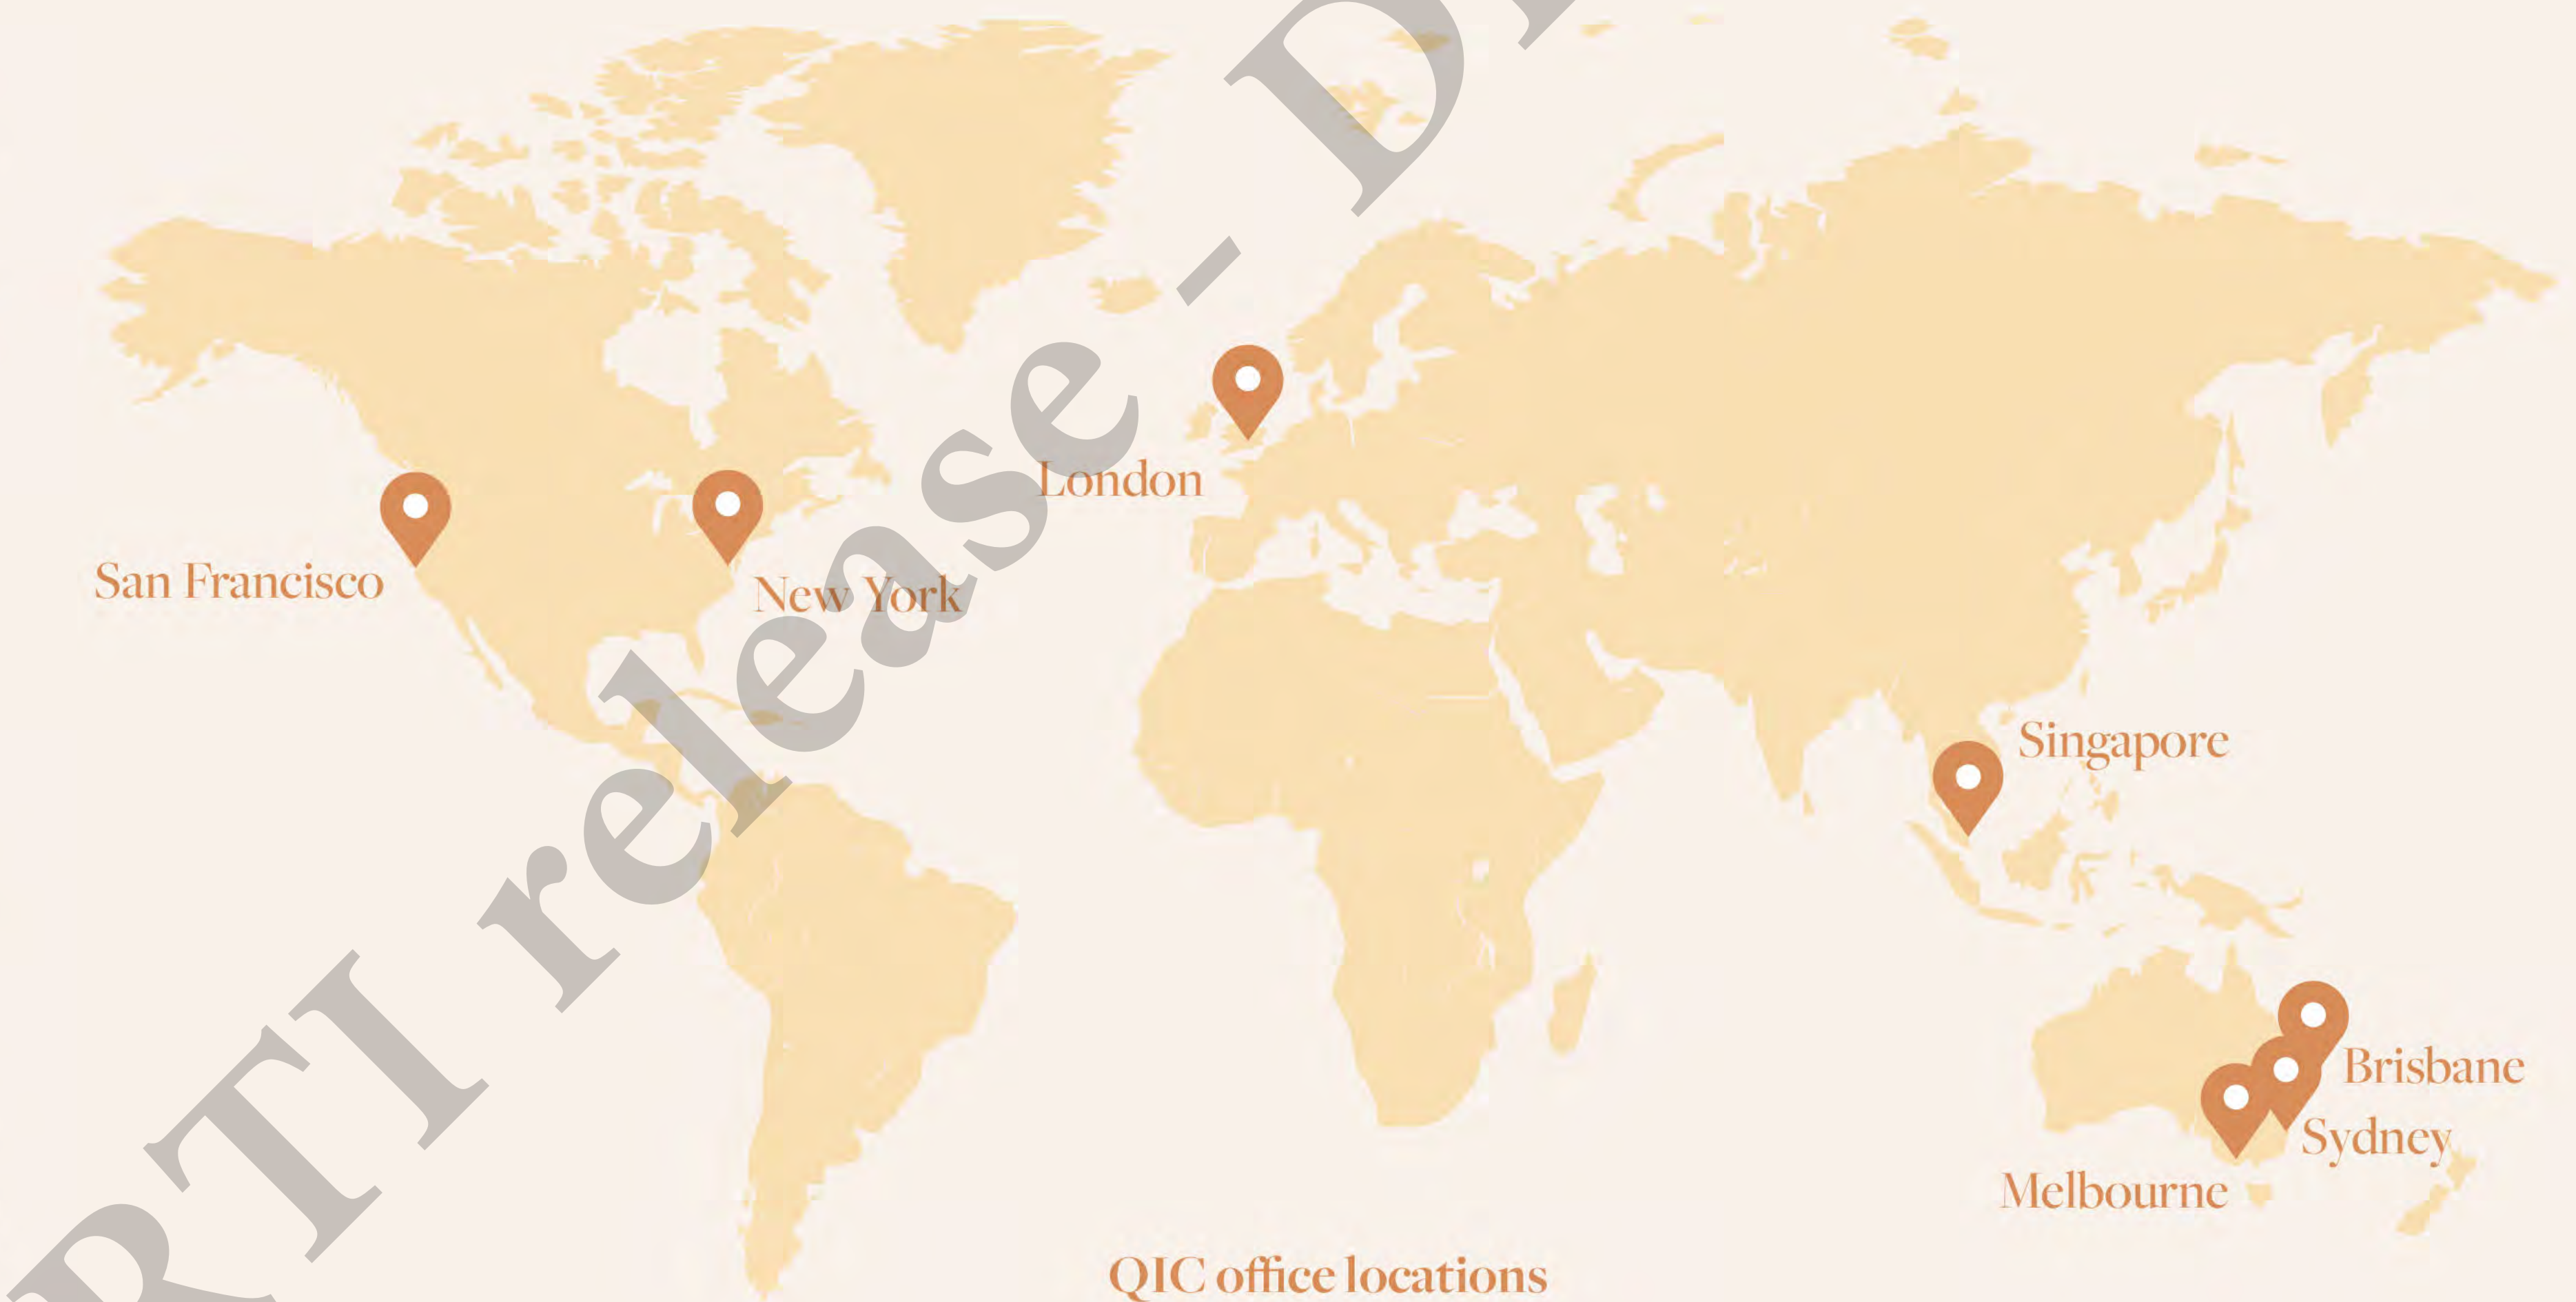 RTI release - D
London
San Francisco
New York
Singapore
Brisbane
Sydney
Melbourne
QIC office locations